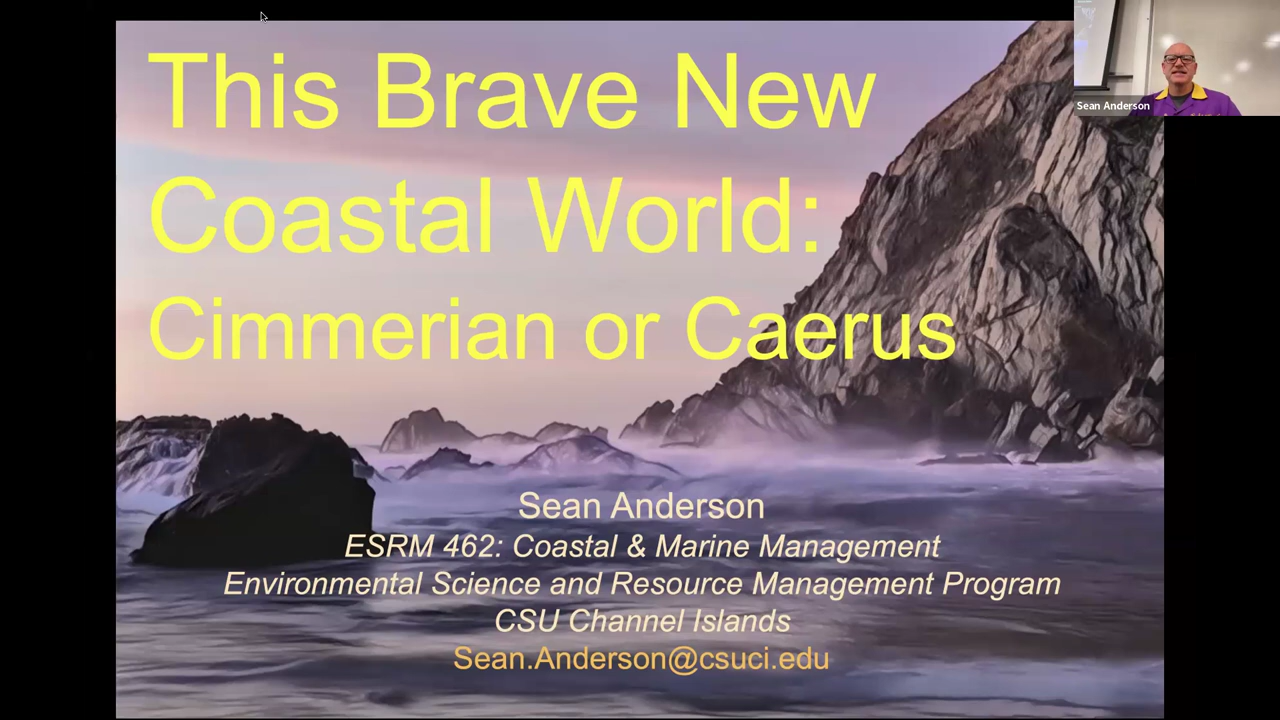 This Brave New
Coastal World:
Cimmerian or Caerus
Sean Anderson
Sean Anderson
ESRM 462: Coastal & Marine Management
Environmental Science and Resource Management Program
CSU Channel Islands
Sean.Anderson@csuci.edu